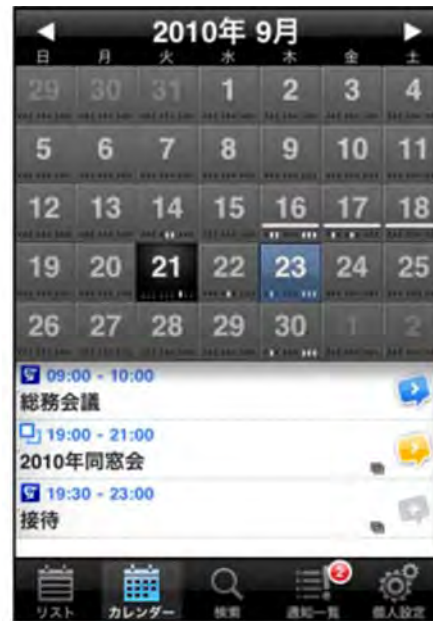 2010年 9月
日 月 火 水 木 金 土
29 30 31 1 2 3 4
5 6 7 8 9 10 11
12 13 14 15 16 17 18
19 20 21 22 23 24 25
26 27 28 29 30 1 2
09:00 - 10:00
総務会議
19:00 - 21:00
2010年同窓会
19:30 - 23:00
接待
2
リスト カレンダー 検索 通知一覧 個人設定